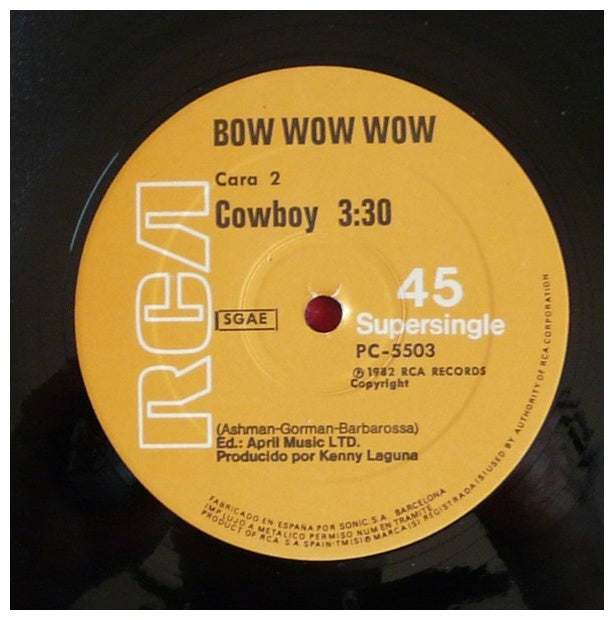 BOW WOW WOW
Cara 2
Cowboy 3:30
RCA
SGAE
45
Supersingle
PC-5503
℗ 1982 RCA RECORDS
Copyright
(Ashman-Gorman-Barbarossa)
Ed.: April Music LTD.
Producido por Kenny Laguna
FABRICADO EN ESPAÑA POR SONIC, S.A. BARCELONA
IMP. LUJO A METALICO PERMISO NUM EN TRAMITE
PRODUCT OF RCA S.A. SPAIN-TM(S)® MARCA(S) REGISTRADA(S) USED BY AUTHORITY OF RCA CORPORATION